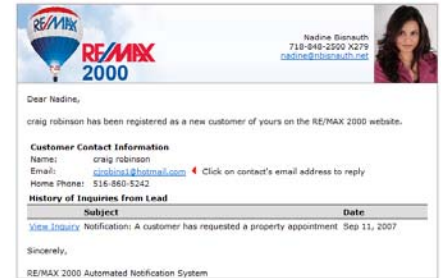 RE/MAX
RE/MAX
2000
Nadine Bisnauth
718-848-2500 X279
nadine@nbisnauth.net
Dear Nadine,
craig robinson has been registered as a new customer of yours on the RE/MAX 2000 website.
Customer Contact Information
Name: craig robinson
Email: cjrobins1@hotmail.com Click on contact's email address to reply
Home Phone: 516-860-5242
History of Inquiries from Lead
Subject Date
View Inquiry Notification: A customer has requested a property appointment Sep 11, 2007
Sincerely,
RE/MAX 2000 Automated Notification System